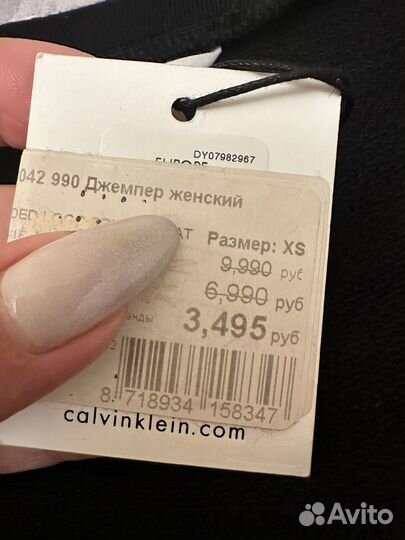 DY07982967
EUROPE
042 990 Джемпер женский
Размер: XS
9,990 руб
6,990 руб
3,495 руб
8 718934 158347
calvinklein.com
Avito